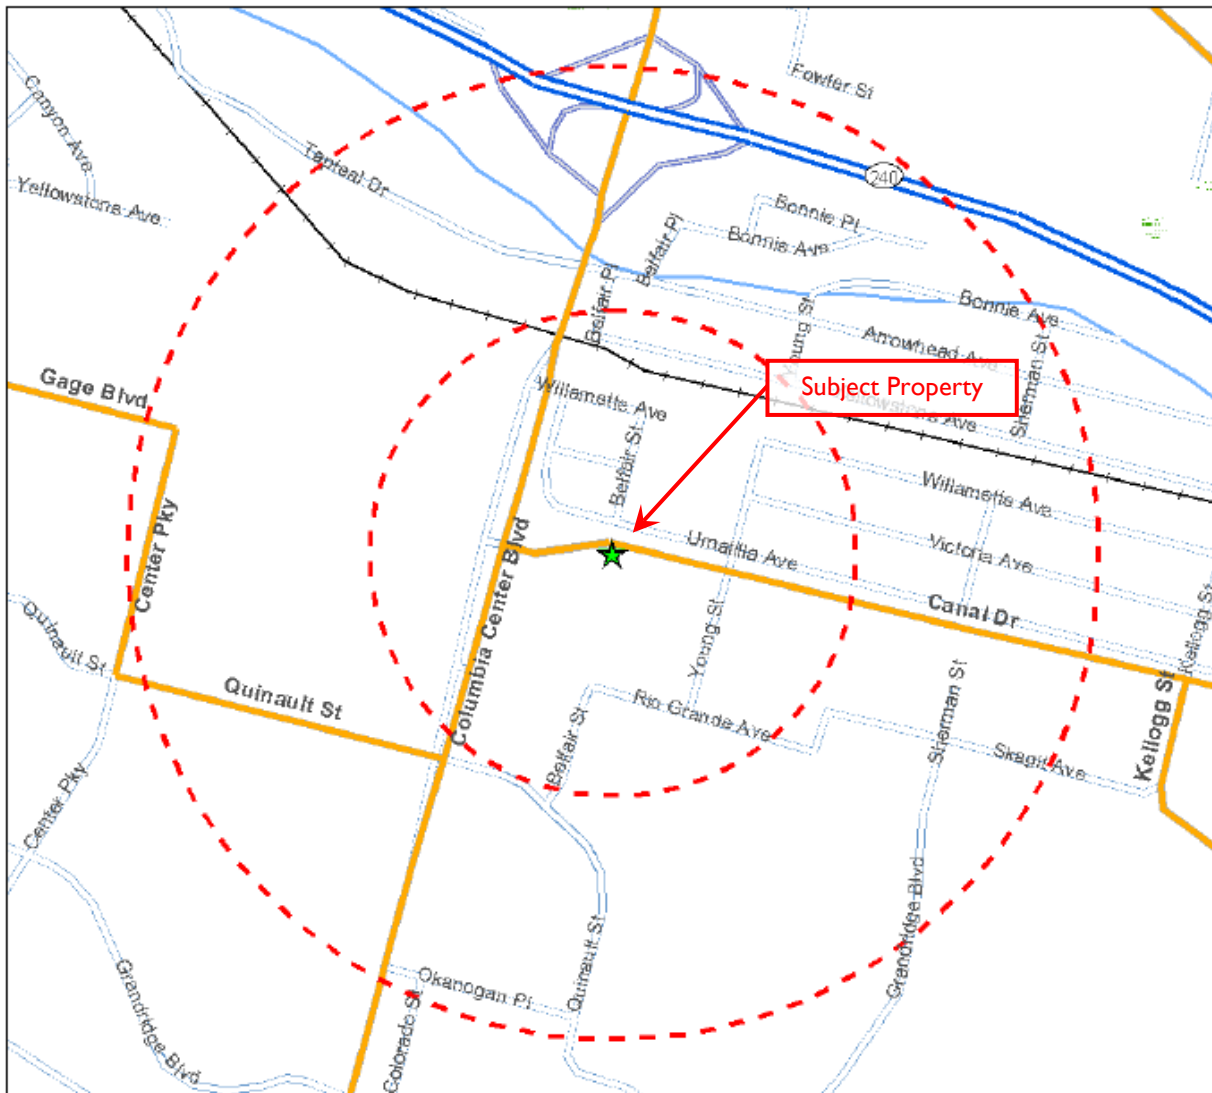 Fowler St
Canyon Ave
Tapteal Dr
240
Yellowstone Ave
Bonnie Pl
Belfair Pl
Bonnie Ave
Belfair Pl
Bonnie Ave
Young St
Arrowhead Ave
Sherman St
Gage Blvd
Willamette Ave
Subject Property
Belfair St
Willamette Ave
Center Pky
Umatilla Ave
Victoria Ave
Columbia Center Blvd
Canal Dr
Quinault St
Young St
Kellogg St
Quinault St
Belfair St
Rio Grande Ave
Sherman St
Skagit Ave
Kellogg St
Center Pky
Grandridge Blvd
Quinault St
Okanogan Pl
Grandridge Blvd
Colorado St